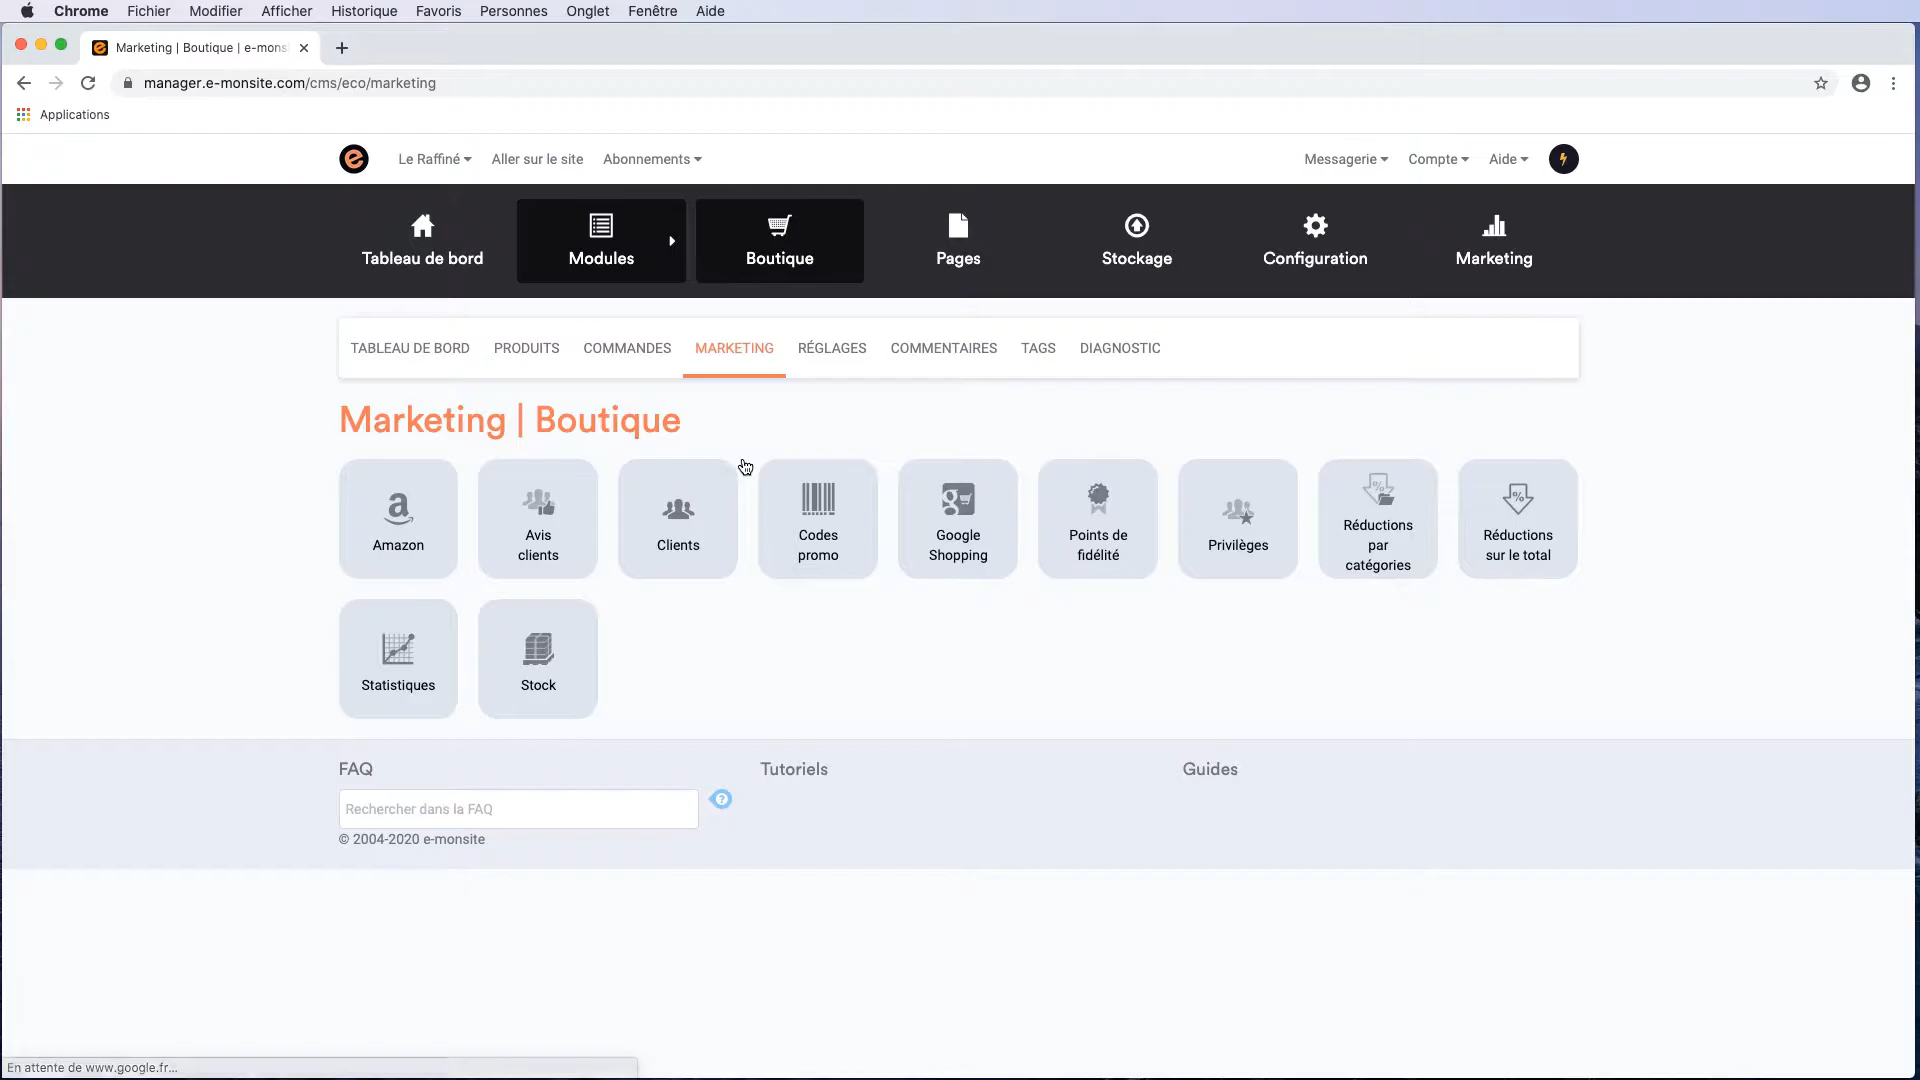 Chrome Fichier Modifier Afficher Historique Favoris Personnes Onglet Fenêtre Aide
Marketing | Boutique | e-mons
manager.e-monsite.com/cms/eco/marketing
Applications
Le Raffiné Aller sur le site Abonnements Messagerie Compte Aide
Tableau de bord Modules Boutique Pages Stockage Configuration Marketing
TABLEAU DE BORD PRODUITS COMMANDES MARKETING RÉGLAGES COMMENTAIRES TAGS DIAGNOSTIC
Marketing | Boutique
Amazon
Avis
clients
Clients
Codes
promo
Google
Shopping
Points de
fidélité
Privilèges
Réductions
par
catégories
Réductions
sur le total
Statistiques
Stock
FAQ Tutoriels Guides
Rechercher dans la FAQ
© 2004-2020 e-monsite
En attente de www.google.fr...